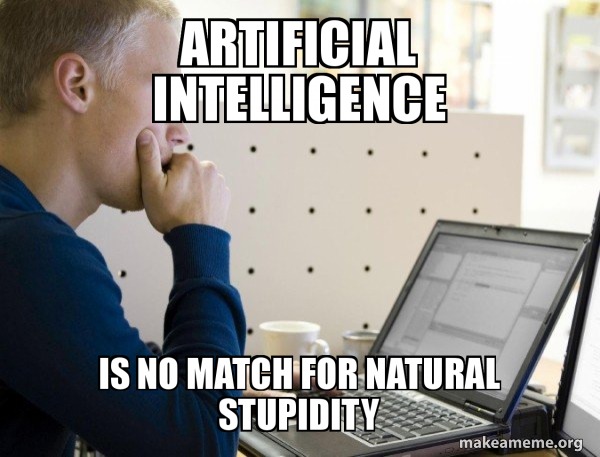 ARTIFICIAL
INTELLIGENCE
IS NO MATCH FOR NATURAL
STUPIDITY
makeameme.org